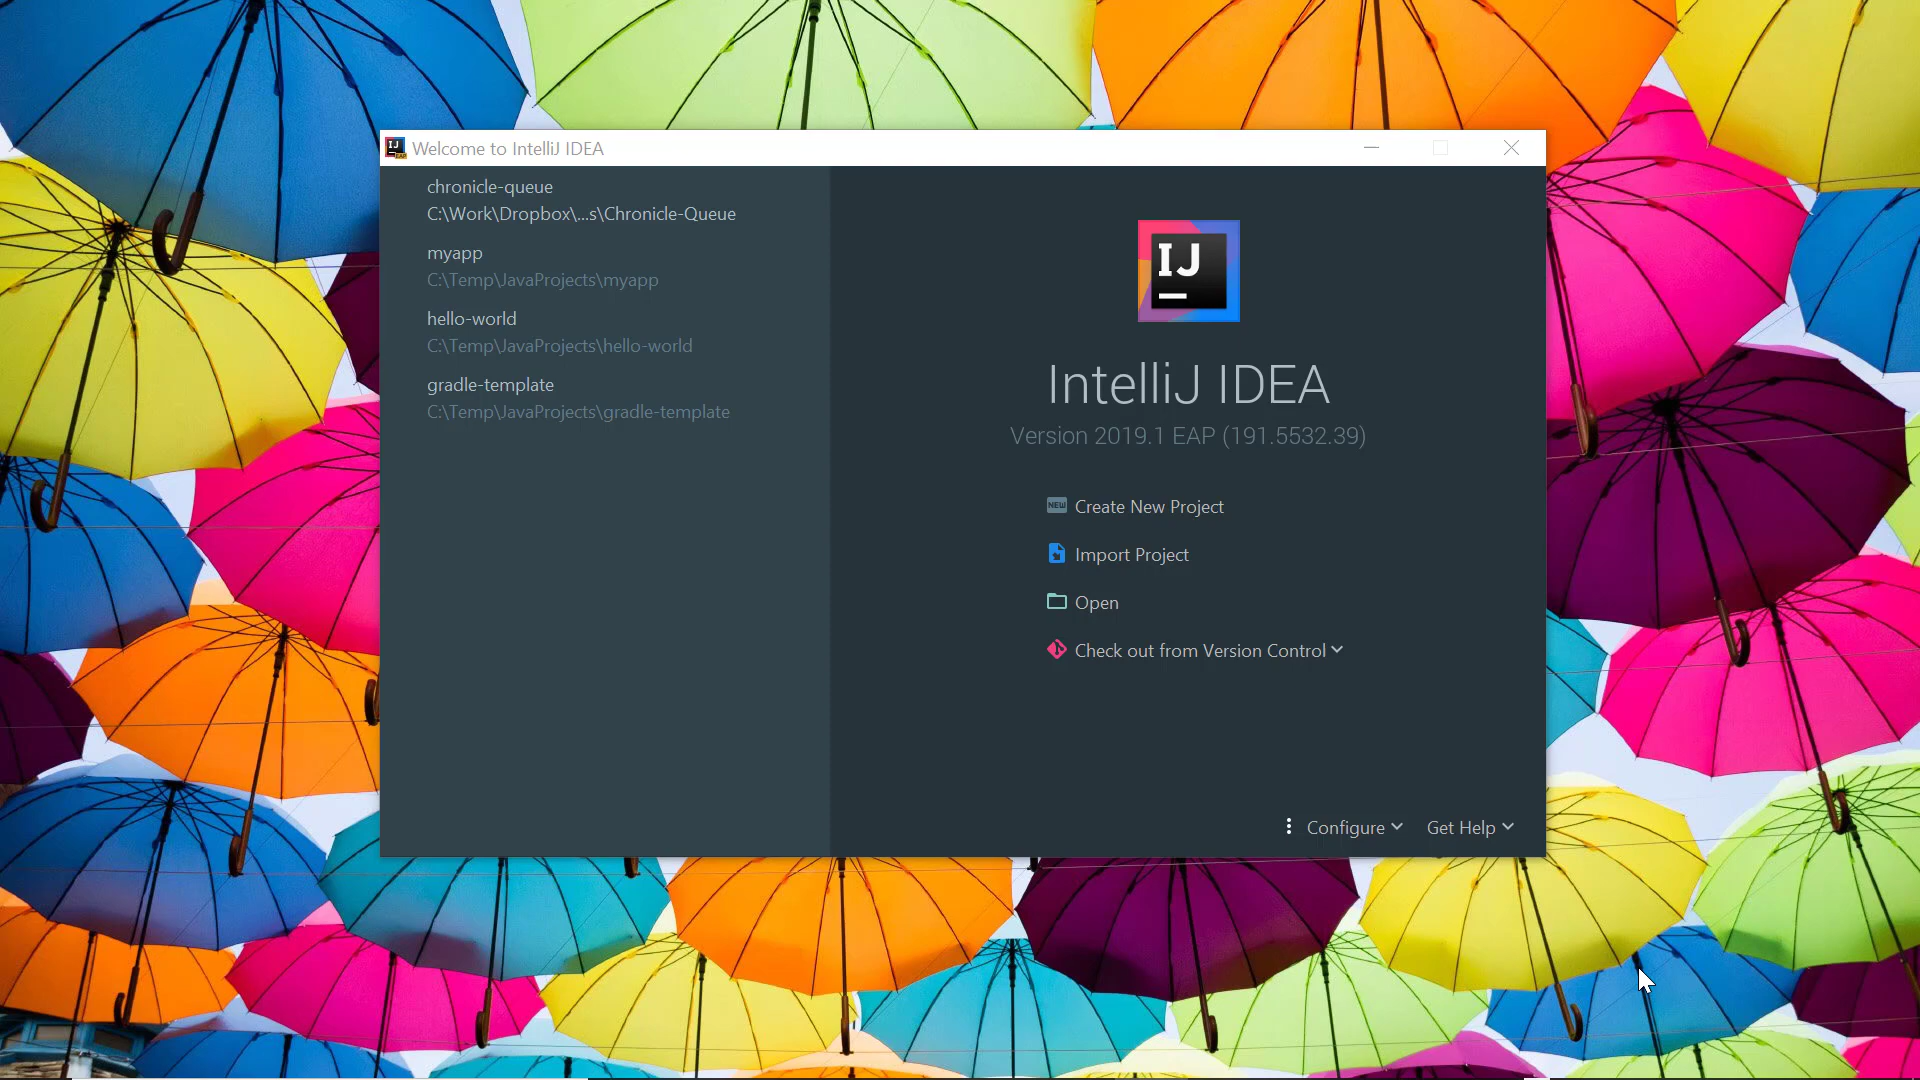 Welcome to IntelliJ IDEA
chronicle-queue
C:\Work\Dropbox\...s\Chronicle-Queue
myapp
C:\Temp\JavaProjects\myapp
hello-world
C:\Temp\JavaProjects\hello-world
gradle-template
C:\Temp\JavaProjects\gradle-template
IJ
IntelliJ IDEA
Version 2019.1 EAP (191.5532.39)
NEW Create New Project
Import Project
Open
Check out from Version Control
Configure
Get Help